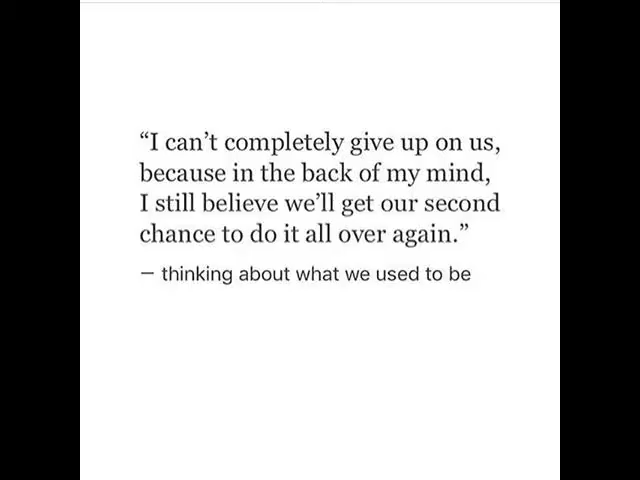 “I can’t completely give up on us,
because in the back of my mind,
I still believe we’ll get our second
chance to do it all over again.”
— thinking about what we used to be